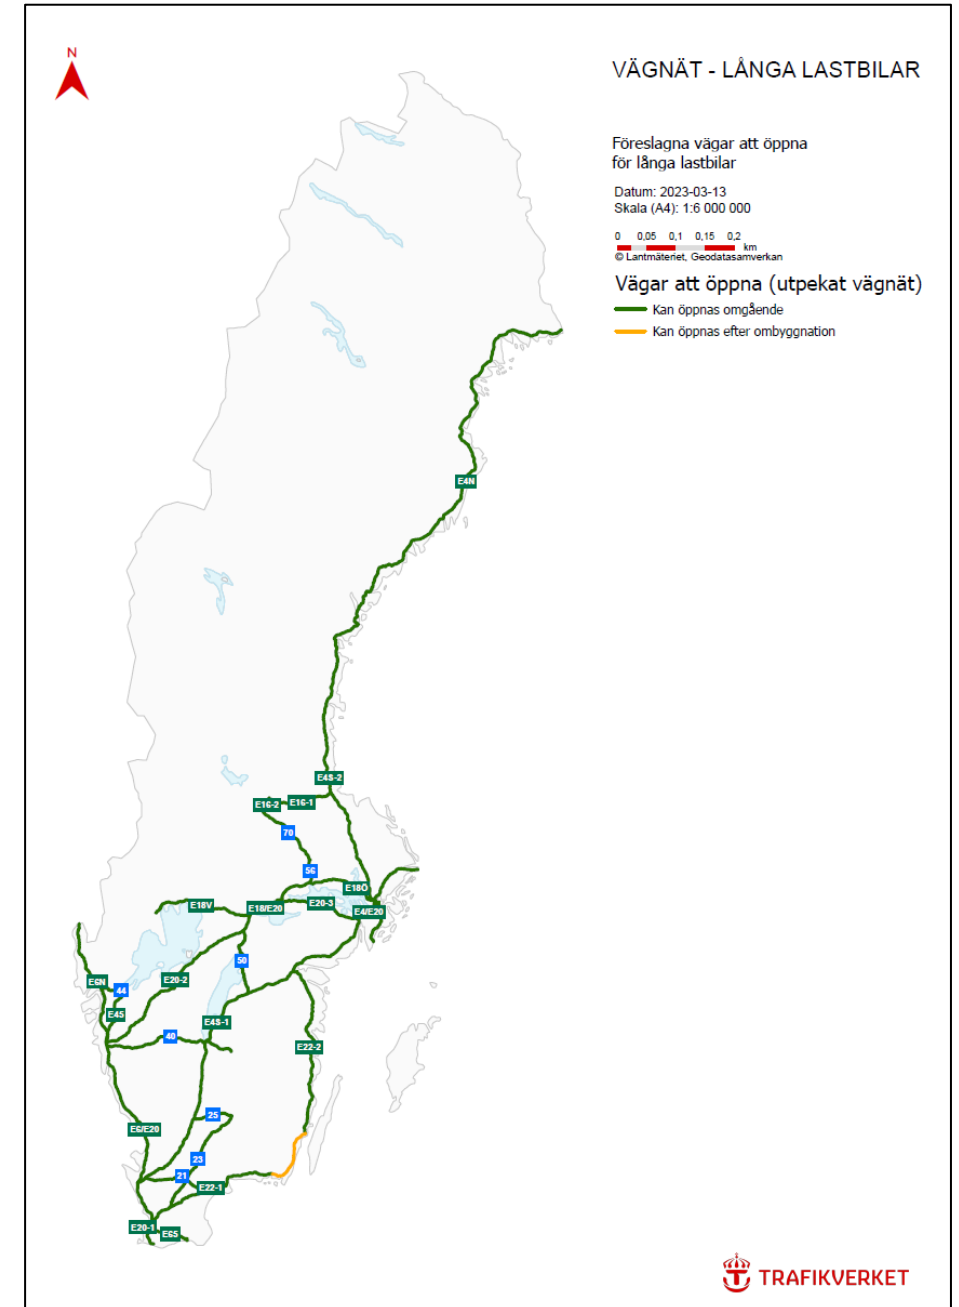 N
VÄGNÄT - LÅNGA LASTBILAR
Föreslagna vägar att öppna
för långa lastbilar
Datum: 2023-03-13
Skala (A4): 1:6 000 000
0 0,05 0,1 0,15 0,2
km
© Lantmäteriet, Geodatasamverkan
Vägar att öppna (utpekat vägnät)
Kan öppnas omgående
Kan öppnas efter ombyggnation
E4N
E4S-2
E16-2
E16-1
70
56
E18Ö
E18V
E18/E20
E20-3
E4/E20
50
E6N
44
E20-2
E45
E4S-1
40
E22-2
25
E6/E20
23
21
E22-1
E20-1
E65
TRAFIKVERKET